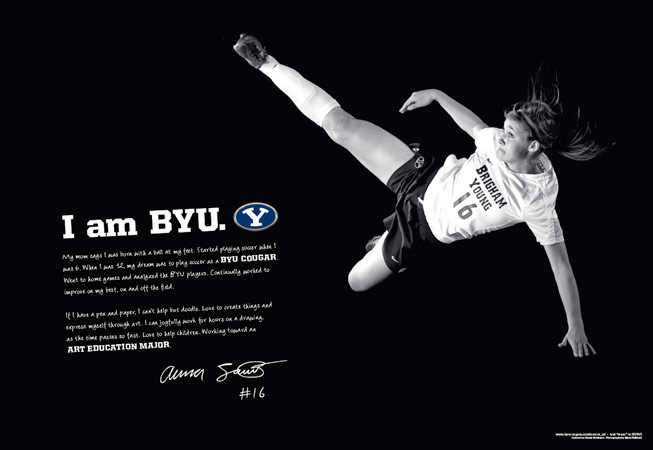 I am BYU. Y
My mom says I was born with a ball at my feet. Started playing soccer when I
was 6. When I was 12, my dream was to play soccer as a BYU COUGAR.
Went to home games and analyzed the BYU players. Continually worked to
improve on my best, on and off the field.
If I have a pen and paper, I can't help but doodle. Love to create things and
express myself through art. I can joyfully work for hours on a drawing,
as the time passes so fast. Love to help children. Working toward an
ART EDUCATION MAJOR.
#16
BRIGHAM
YOUNG
16